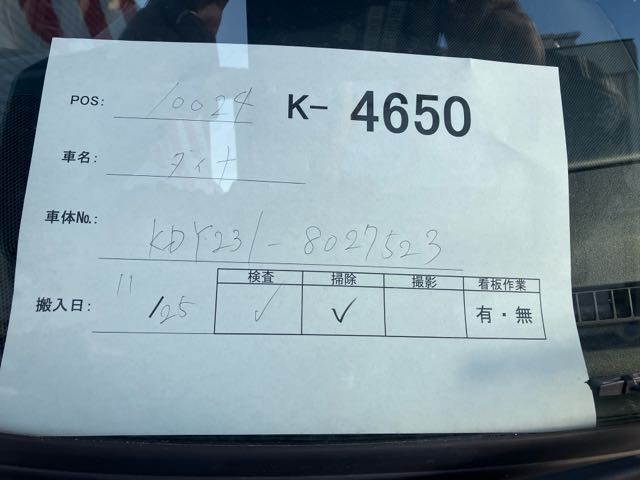 POS: 10024 K- 4650
車名: ダイナ
車体No.: KDY231-8027523
検査 掃除 撮影 看板作業
搬入日: 11/25 ✓ ✓ 有・無